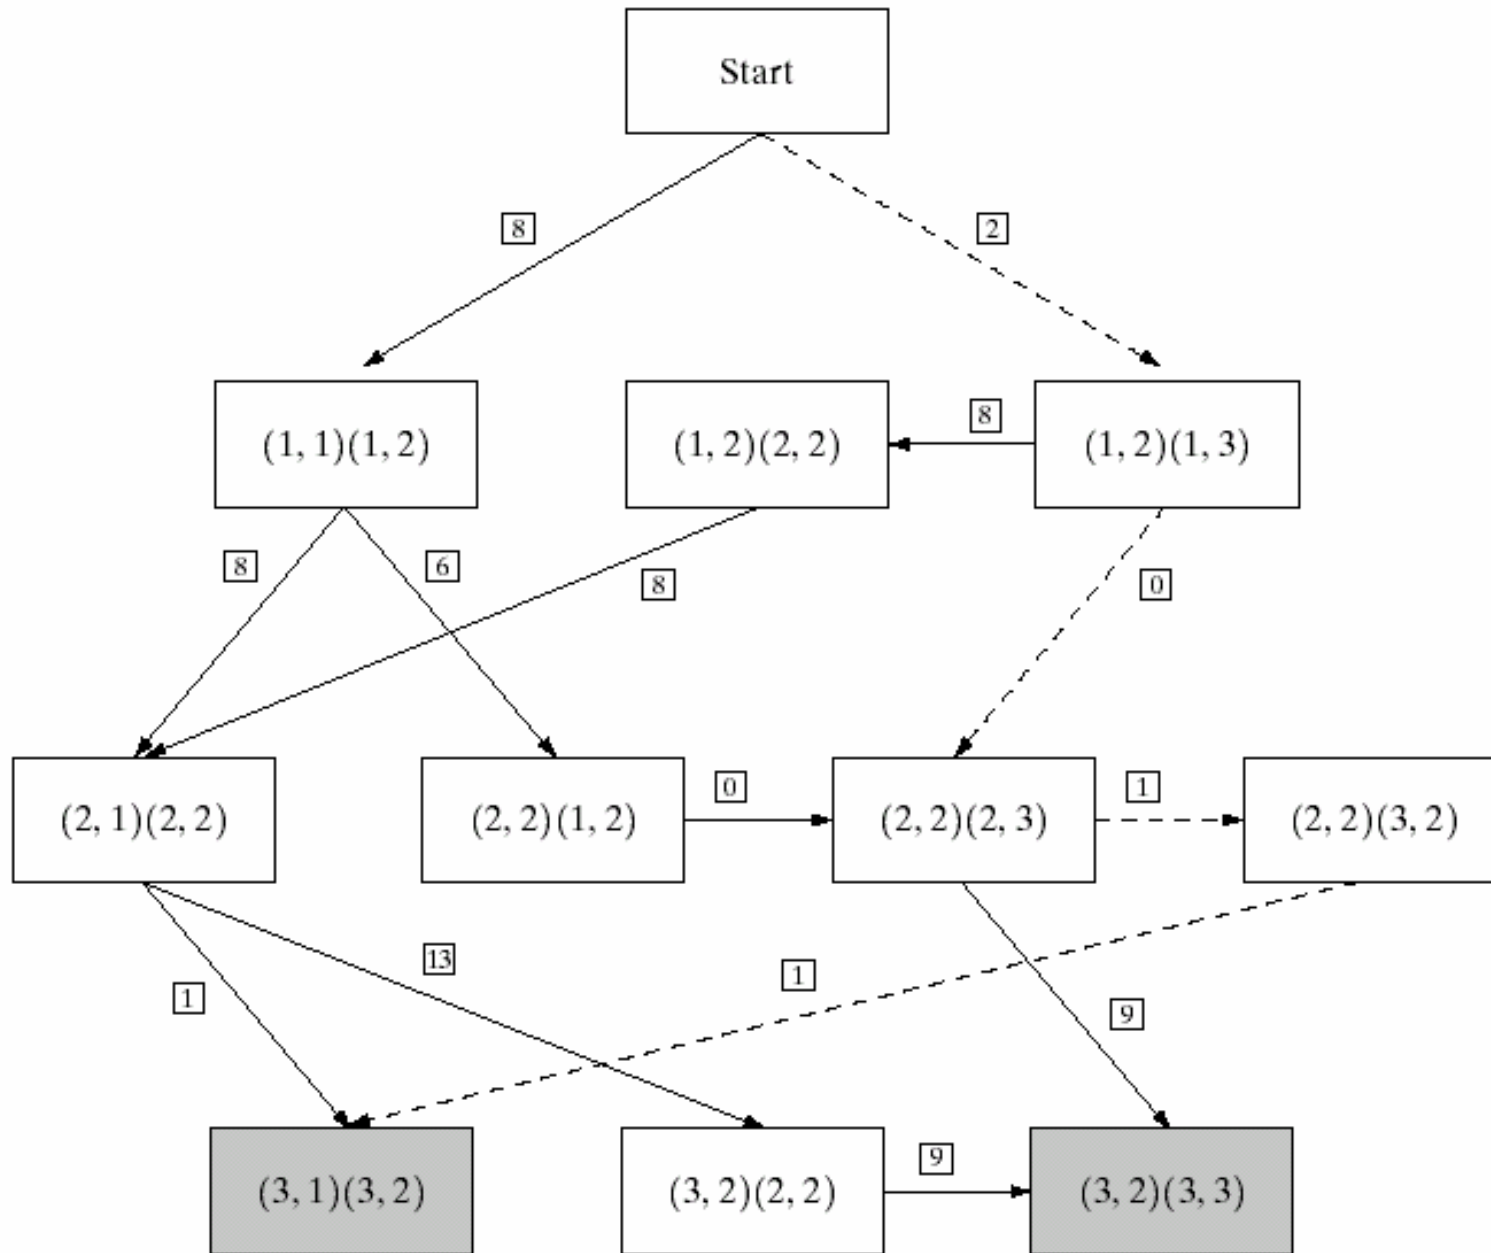 Start
8
2
(1, 1)(1, 2)
(1, 2)(2, 2)
8
(1, 2)(1, 3)
8
6
8
0
(2, 1)(2, 2)
(2, 2)(1, 2)
0
(2, 2)(2, 3)
1
(2, 2)(3, 2)
13
1
1
9
(3, 1)(3, 2)
(3, 2)(2, 2)
9
(3, 2)(3, 3)